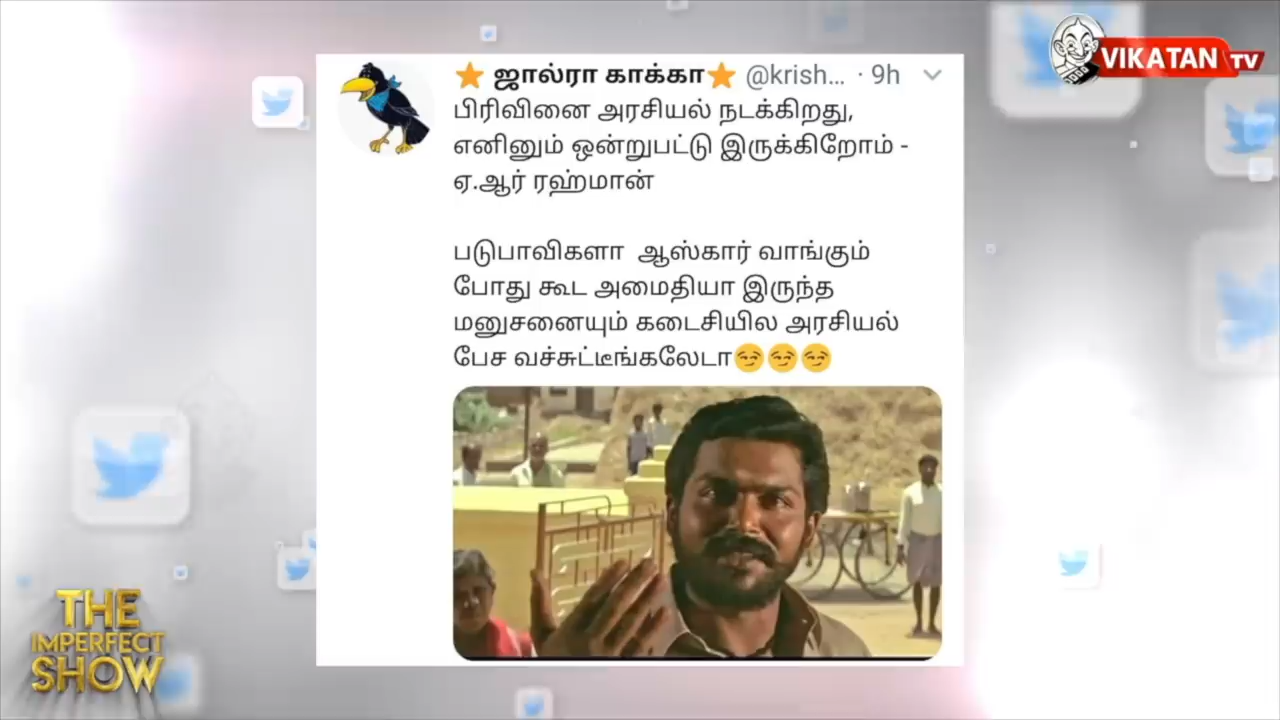 VIKATAN TV
⭐ ஜால்ரா காக்கா⭐ @krish... · 9h
பிரிவினை அரசியல் நடக்கிறது,
எனினும் ஒன்றுபட்டு இருக்கிறோம் -
ஏ.ஆர் ரஹ்மான்
படுபாவிகளா ஆஸ்கார் வாங்கும்
போது கூட அமைதியா இருந்த
மனுசனையும் கடைசியில அரசியல்
பேச வச்சுட்டீங்கலேடா😏😏😏
THE
IMPERFECT
SHOW